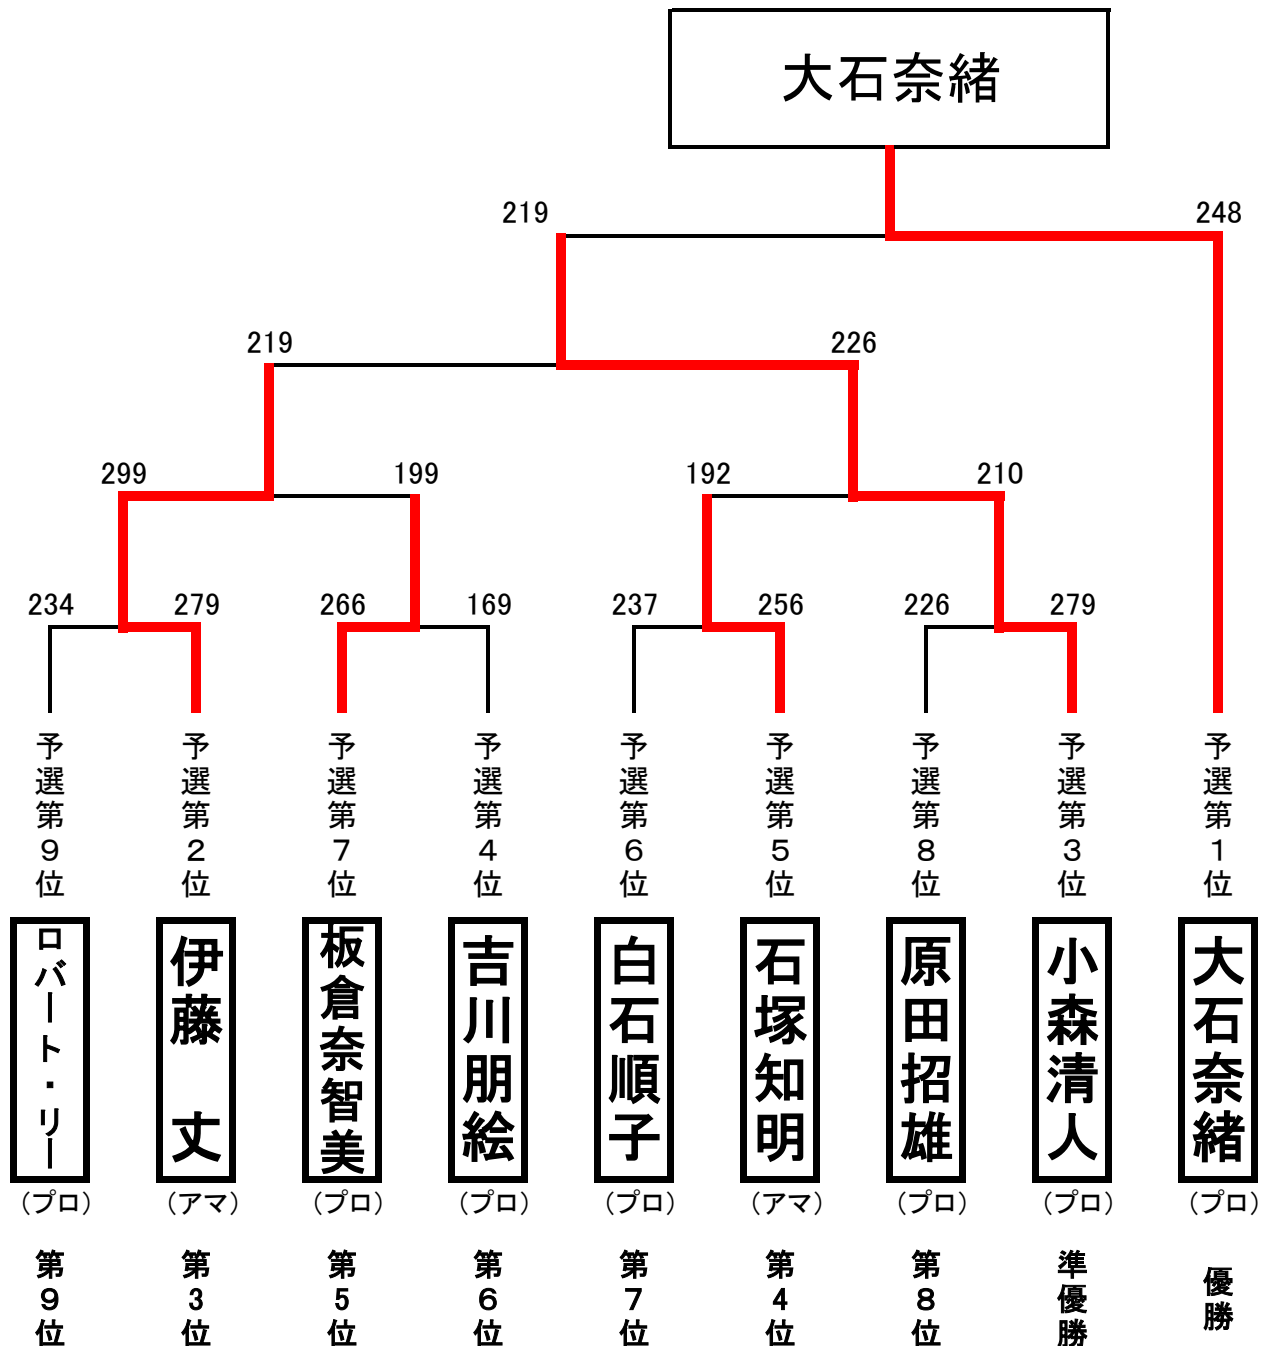 大石奈緒
219
248
219
226
299
199
192
210
234
279
266
169
237
256
226
279
予選第９位
予選第２位
予選第７位
予選第４位
予選第６位
予選第５位
予選第８位
予選第３位
予選第１位
ロバート・リー
伊藤　丈
板倉奈智美
吉川朋絵
白石順子
石塚知明
原田招雄
小森清人
大石奈緒
（プロ）
（アマ）
（プロ）
（プロ）
（プロ）
（アマ）
（プロ）
（プロ）
（プロ）
第９位
第3位
第5位
第６位
第７位
第4位
第８位
準優勝
優勝